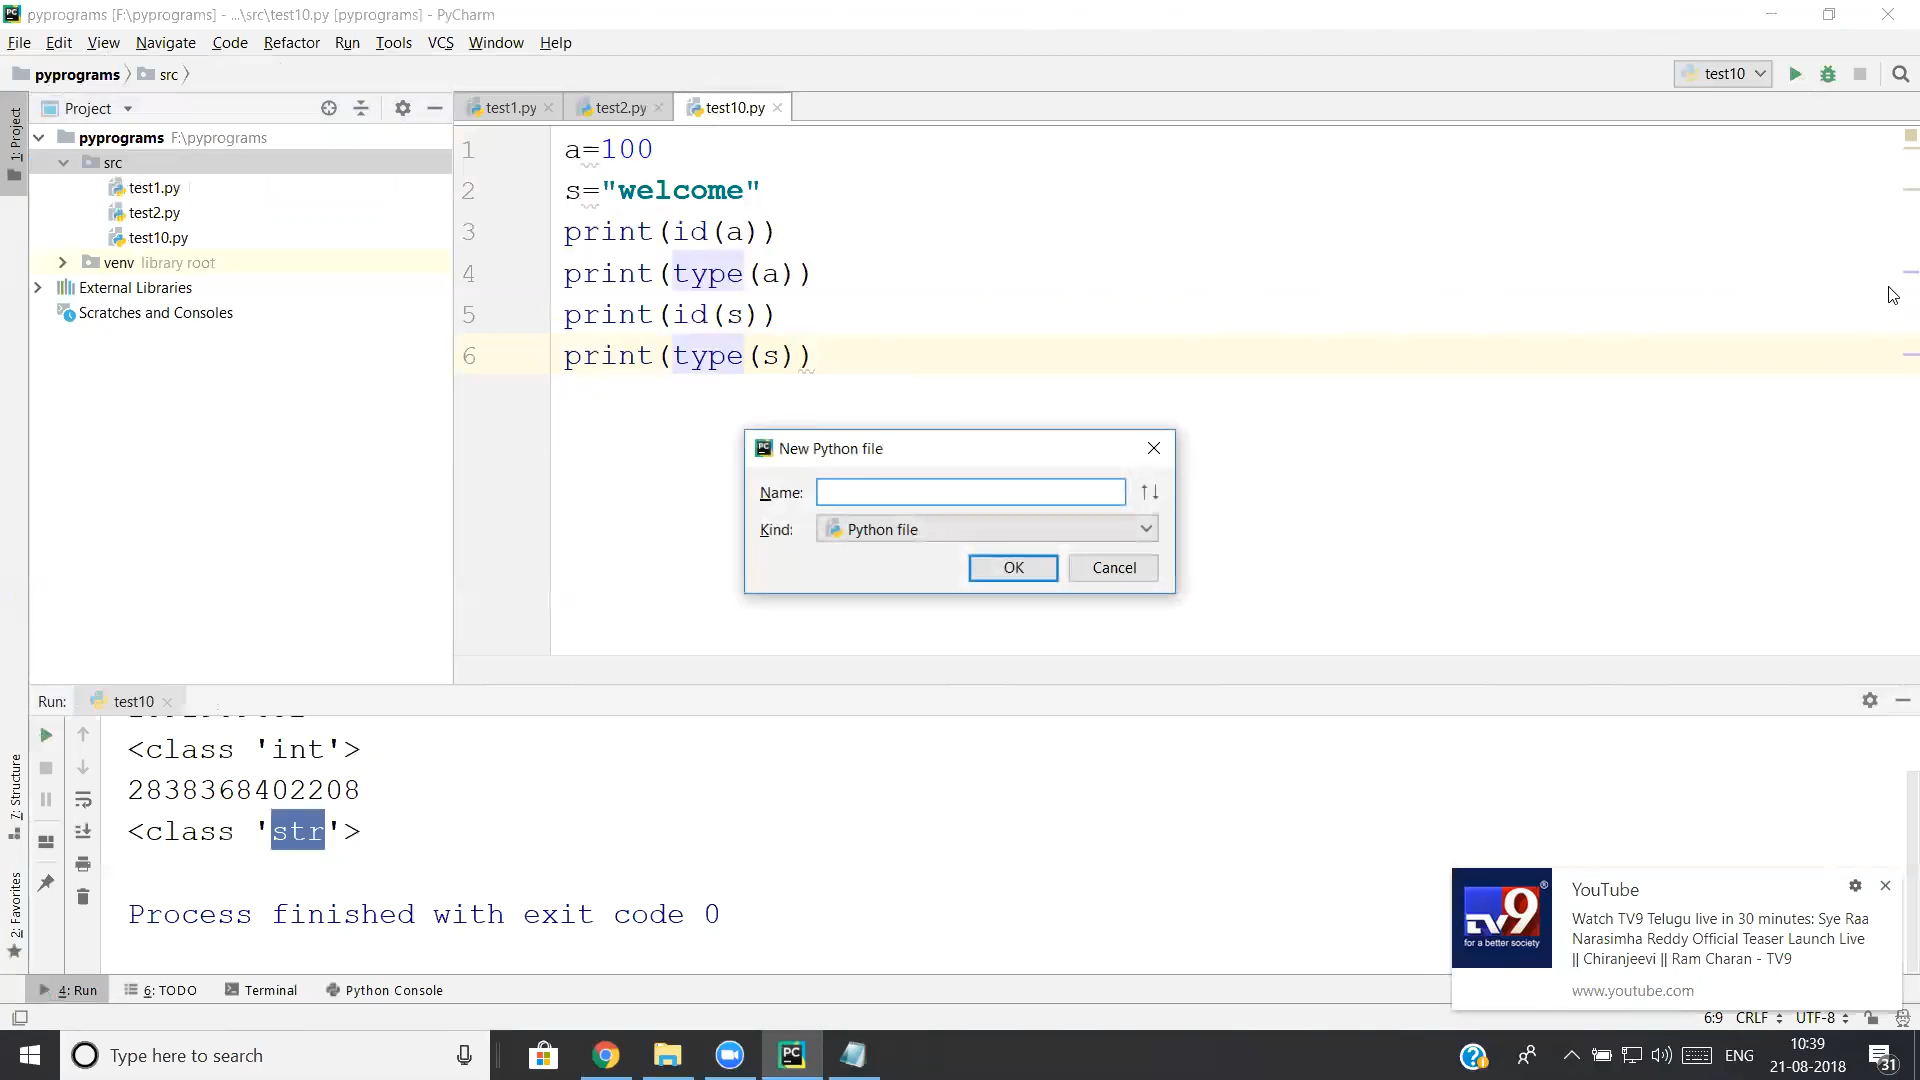 pyprograms [F:\pyprograms] - ...\src\test10.py [pyprograms] - PyCharm
File Edit View Navigate Code Refactor Run Tools VCS Window Help
pyprograms src
test10
1: Project
Project
test1.py test2.py test10.py
pyprograms F:\pyprograms
src
test1.py
test2.py
test10.py
venv library root
External Libraries
Scratches and Consoles
1 a=100
2 s="welcome"
3 print(id(a))
4 print(type(a))
5 print(id(s))
6 print(type(s))
New Python file
Name:
Kind: Python file
OK Cancel
Run: test10
<class 'int'>
2838368402208
<class 'str'>
Process finished with exit code 0
7: Structure
2: Favorites
YouTube
Watch TV9 Telugu live in 30 minutes: Sye Raa
Narasimha Reddy Official Teaser Launch Live
|| Chiranjeevi || Ram Charan - TV9
www.youtube.com
tv9
for a better society
4: Run 6: TODO Terminal Python Console
6:9 CRLF UTF-8
Type here to search
PC
ENG
10:39
21-08-2018
31